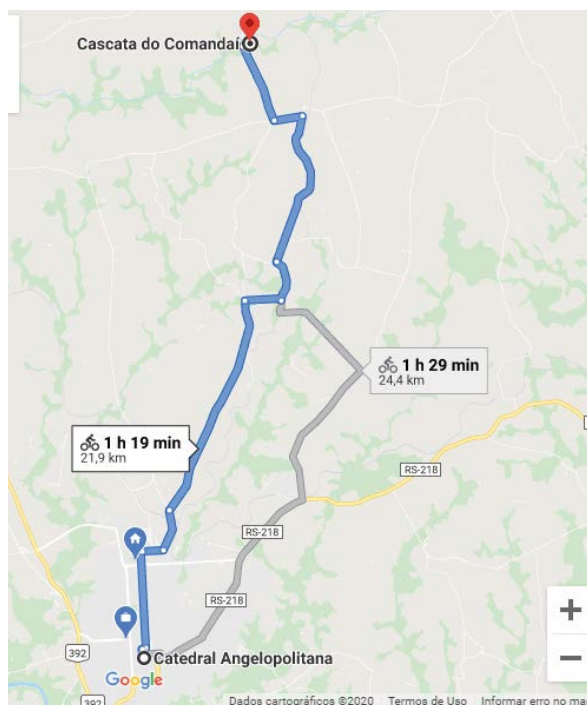 Cascata do Comandaí
1 h 29 min
24,4 km
1 h 19 min
21,9 km
RS-218
RS-218
RS-218
392
Catedral Angelopolitana
Google
392
+
−
Dados cartográficos ©2020 Termos de Uso Informar erro no ma